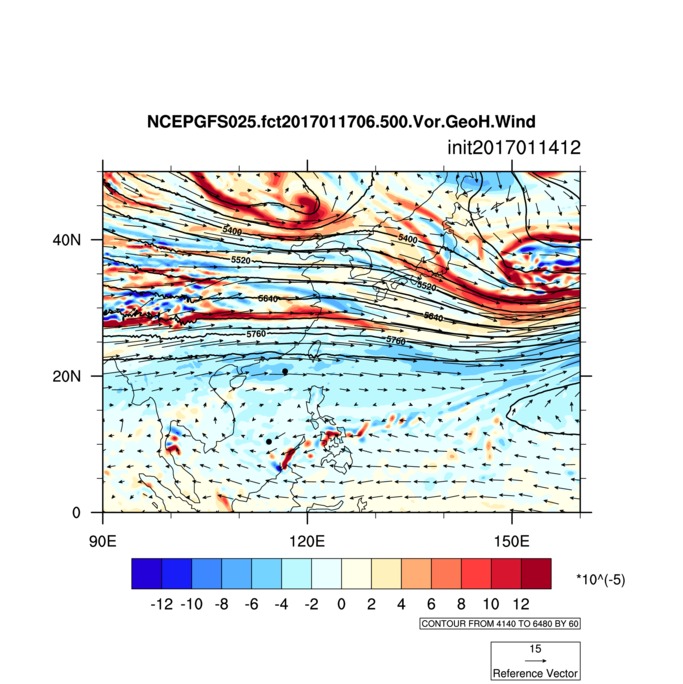 NCEPGFS025.fct2017011706.500.Vor.GeoH.Wind
init2017011412
40N
20N
0
90E 120E 150E
5400
5400
5520
5520
5640
5640
5760
5760
-12 -10 -8 -6 -4 -2 0 2 4 6 8 10 12
*10^(-5)
CONTOUR FROM 4140 TO 6480 BY 60
15
Reference Vector